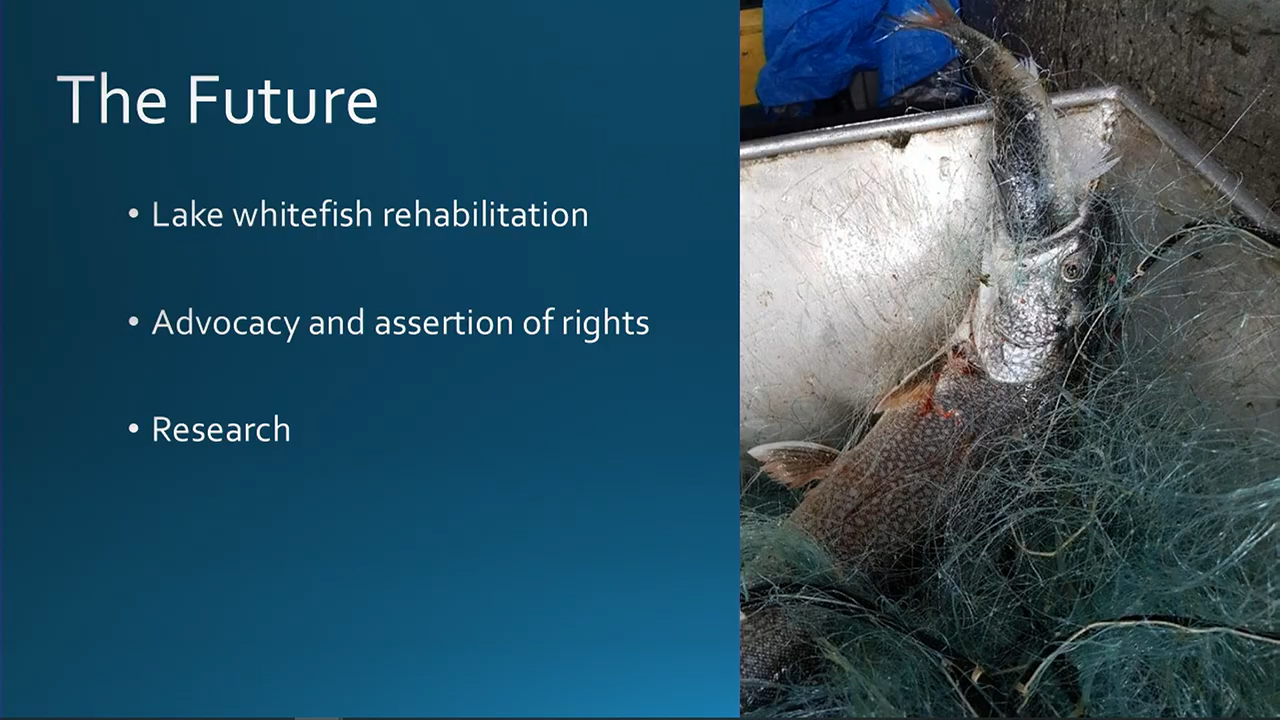 The Future
• Lake whitefish rehabilitation
• Advocacy and assertion of rights
• Research